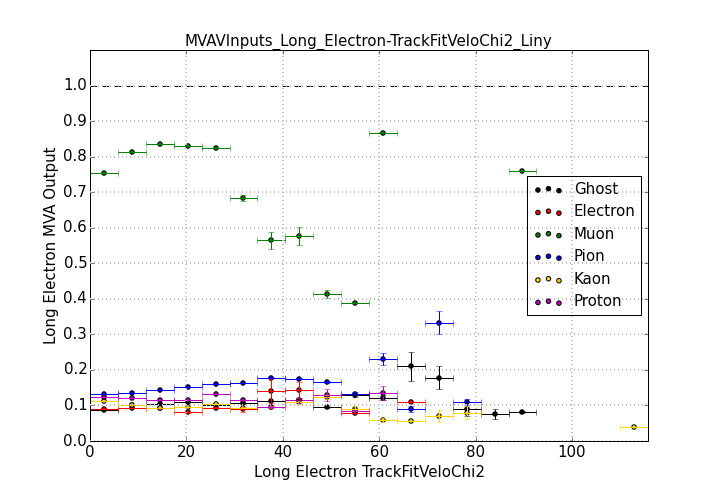 MVAVInputs_Long_Electron-TrackFitVeloChi2_Liny
Long Electron MVA Output
1.0
0.9
0.8
0.7
0.6
0.5
0.4
0.3
0.2
0.1
0.0
Ghost
Electron
Muon
Pion
Kaon
Proton
0 20 40 60 80 100
Long Electron TrackFitVeloChi2